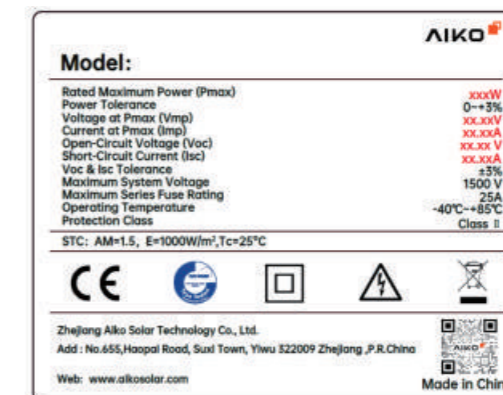 AIKO
Model:
Rated Maximum Power (Pmax) xxxW
Power Tolerance 0~+3%
Voltage at Pmax (Vmp) xx.xxV
Current at Pmax (Imp) xx.xxA
Open-Circuit Voltage (Voc) xx.xx V
Short-Circuit Current (Isc) xx.xxA
Voc & Isc Tolerance ±3%
Maximum System Voltage 1500 V
Maximum Series Fuse Rating 25A
Operating Temperature -40℃~+85℃
Protection Class Class II
STC: AM=1.5, E=1000W/m²,Tc=25°C
CE
Zhejiang Aiko Solar Technology Co., Ltd.
Add : No.655,Haopai Road, Suxi Town, Yiwu 322009 Zhejiang ,P.R.China
AIKO
Web: www.aikosolar.com
Made in Chin